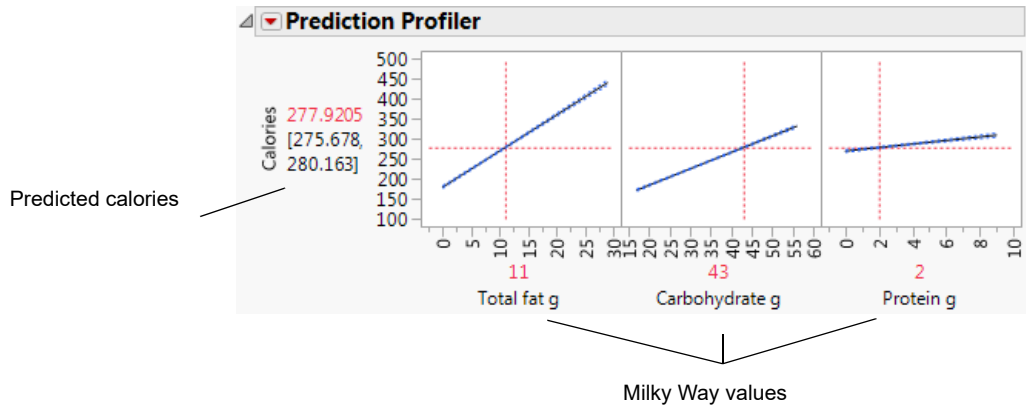 Prediction Profiler
500
450
400
350
300
250
200
150
100
Calories
277.9205
[275.678,
280.163]
Predicted calories
0 5 10 15 20 25 30
15 20 25 30 35 40 45 50 55 60
0 2 4 6 8 10
11 43 2
Total fat g Carbohydrate g Protein g
Milky Way values